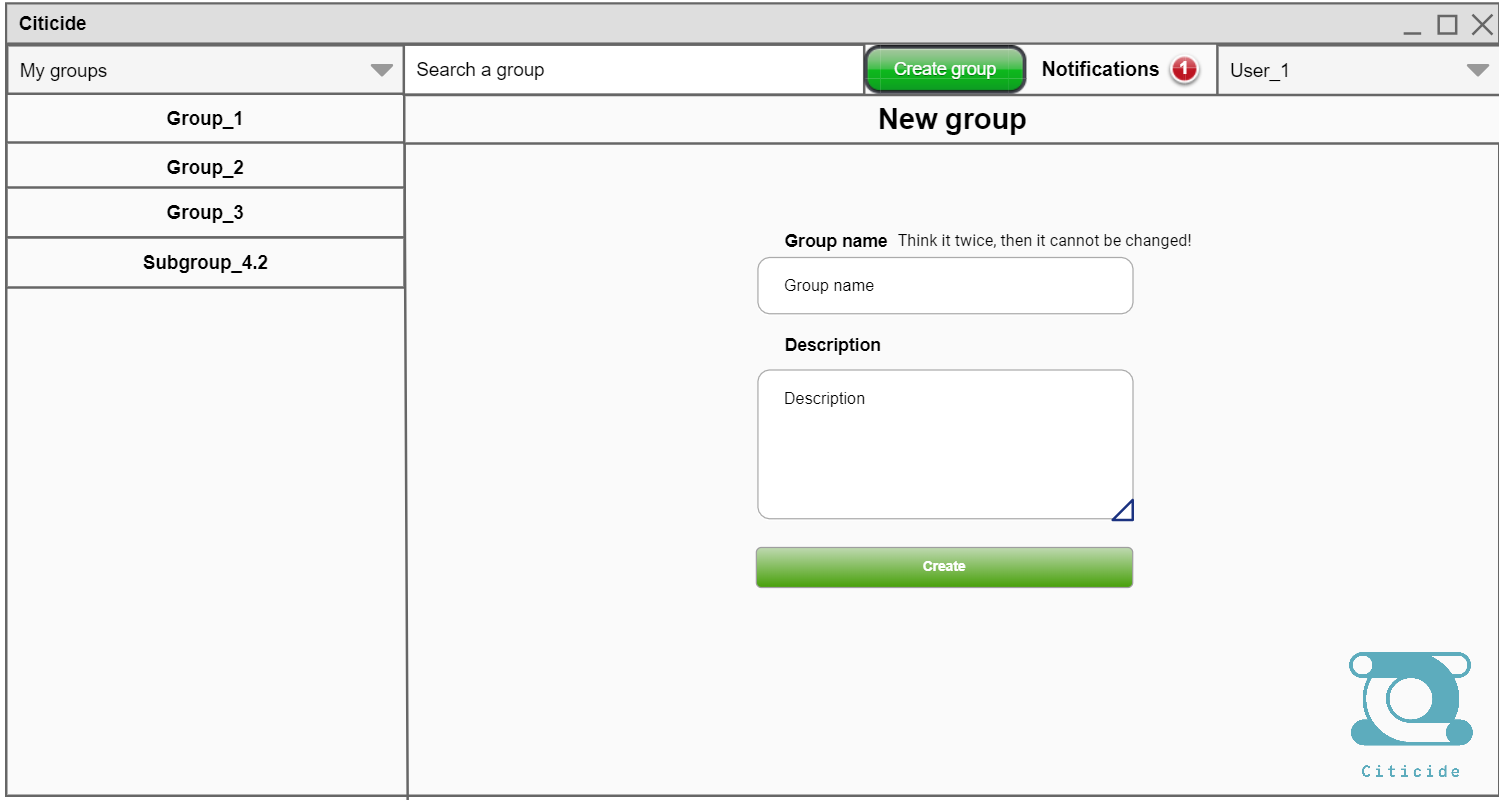 Citicide
My groups
Search a group
Create group
Notifications 1
User_1
Group_1
Group_2
Group_3
Subgroup_4.2
New group
Group name Think it twice, then it cannot be changed!
Group name
Description
Description
Create
Citicide